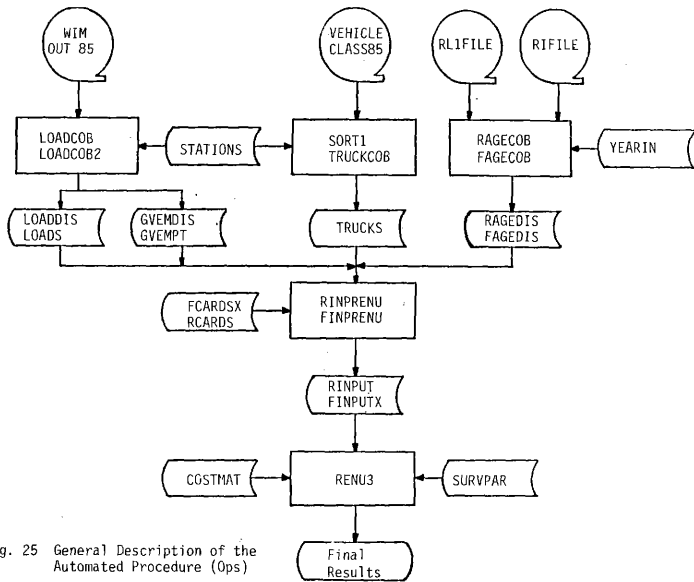 WIM
OUT 85
VEHICLE
CLASS85
RL1FILE
RIFILE
LOADCOB
LOADCOB2
STATIONS
SORT1
TRUCKCOB
RAGECOB
FAGECOB
YEARIN
LOADDIS
LOADS
GVEMDIS
GVEMPT
TRUCKS
RAGEDIS
FAGEDIS
FCARDSX
RCARDS
RINPRENU
FINPRENU
RINPUT
FINPUTX
COSTMAT
RENU3
SURVPAR
g. 25 General Description of the
Automated Procedure (Ops)
Final
Results